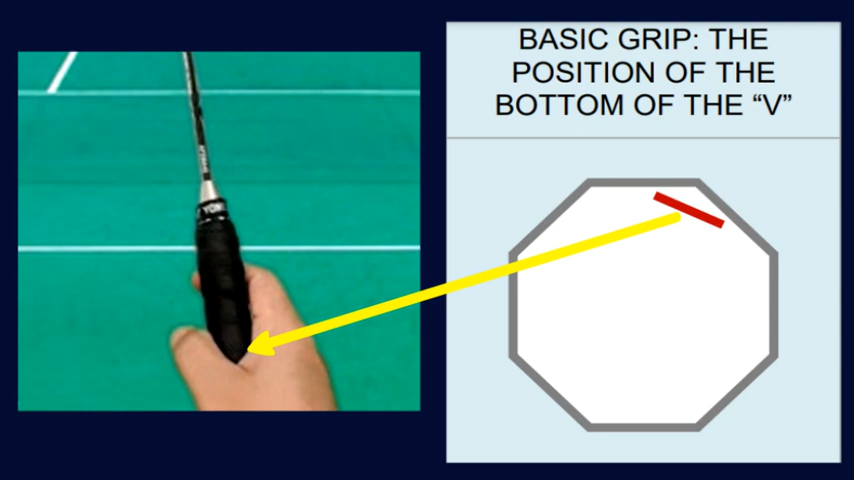 BASIC GRIP: THE
POSITION OF THE
BOTTOM OF THE “V”